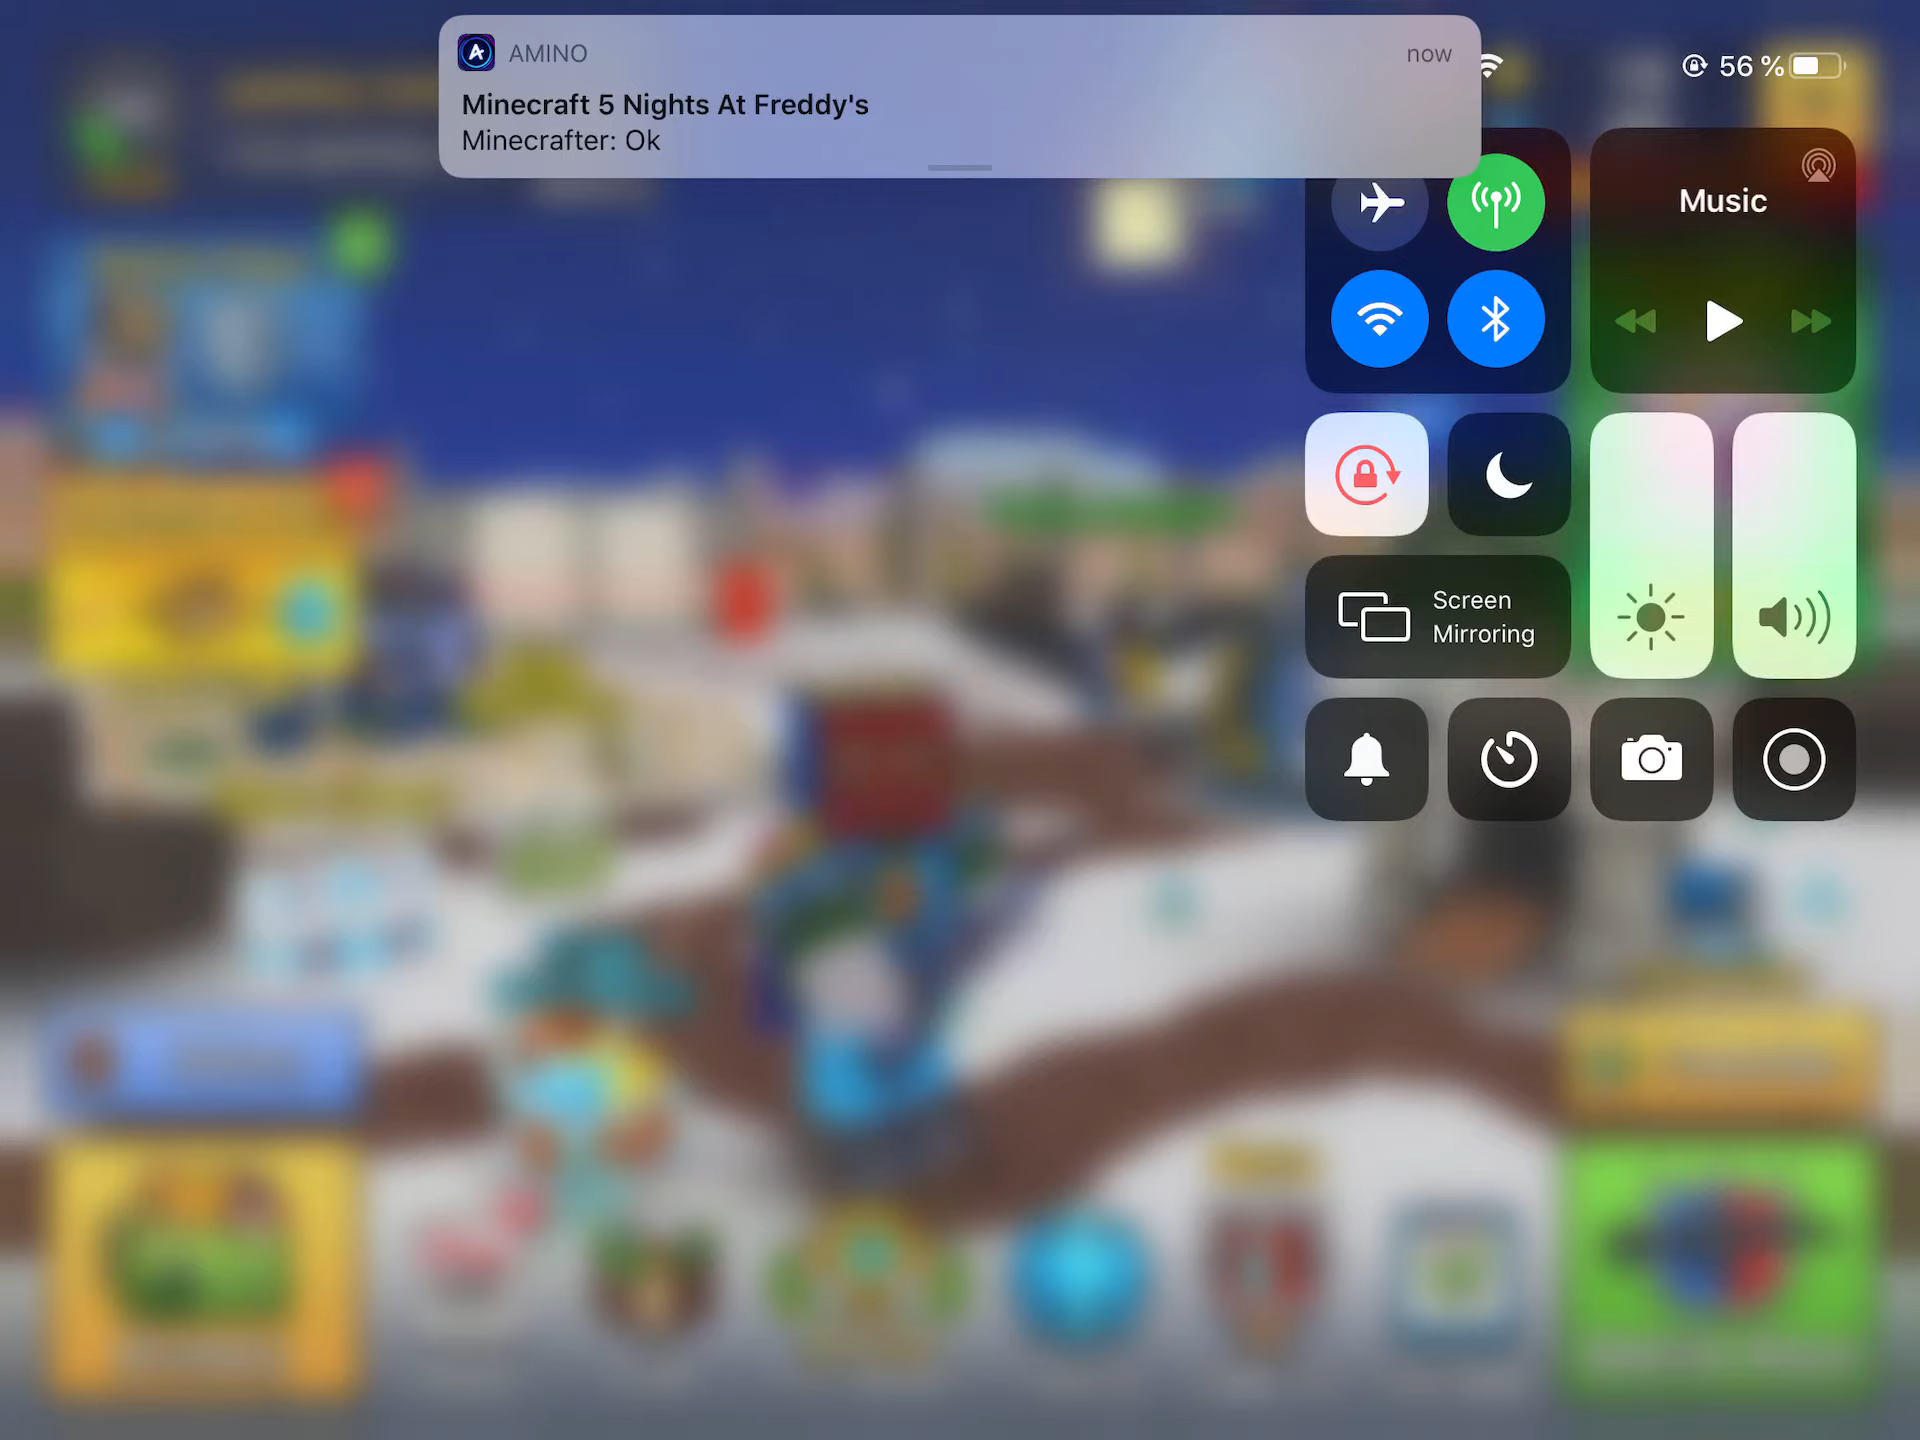 AMINO
now
Minecraft 5 Nights At Freddy's
Minecrafter: Ok
56 %
Music
Screen
Mirroring